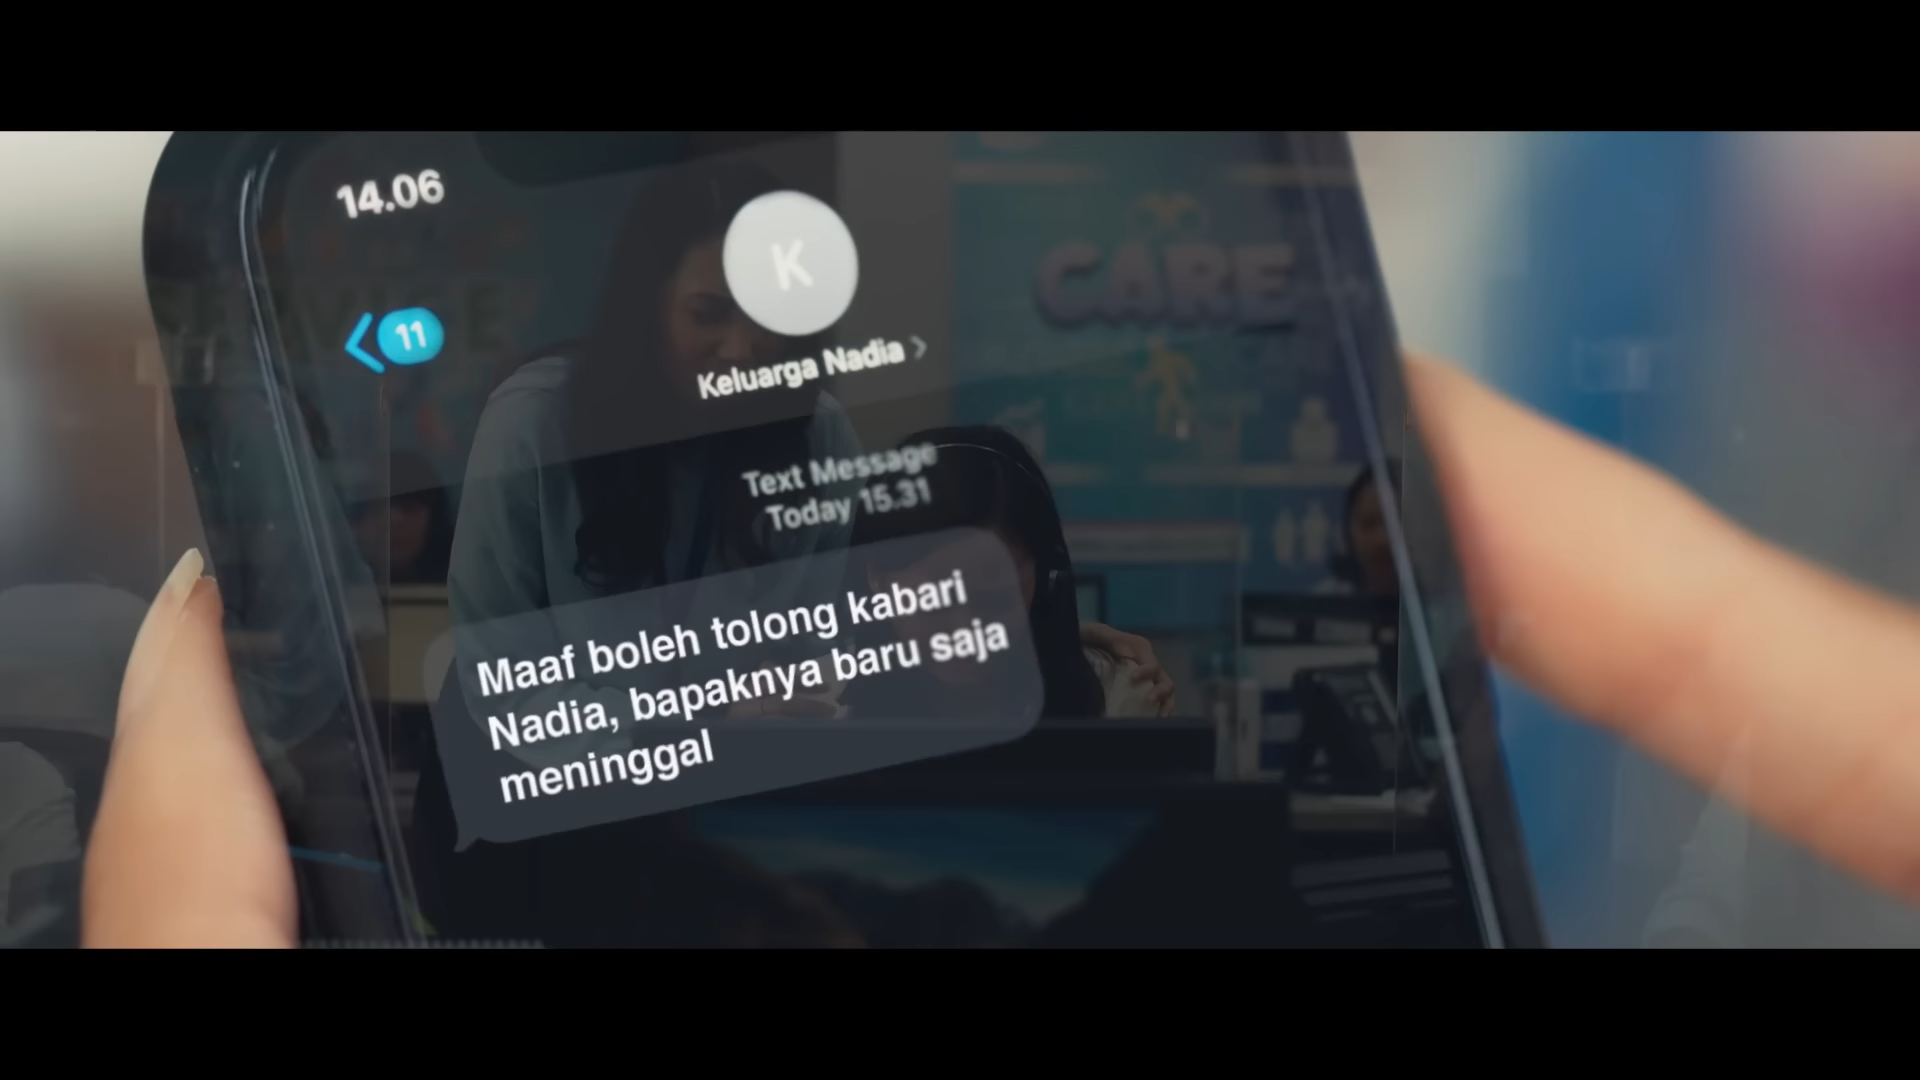 14.06
11
K
Keluarga Nadia
Text Message
Today 15.31
Maaf boleh tolong kabari
Nadia, bapaknya baru saja
meninggal
CARE